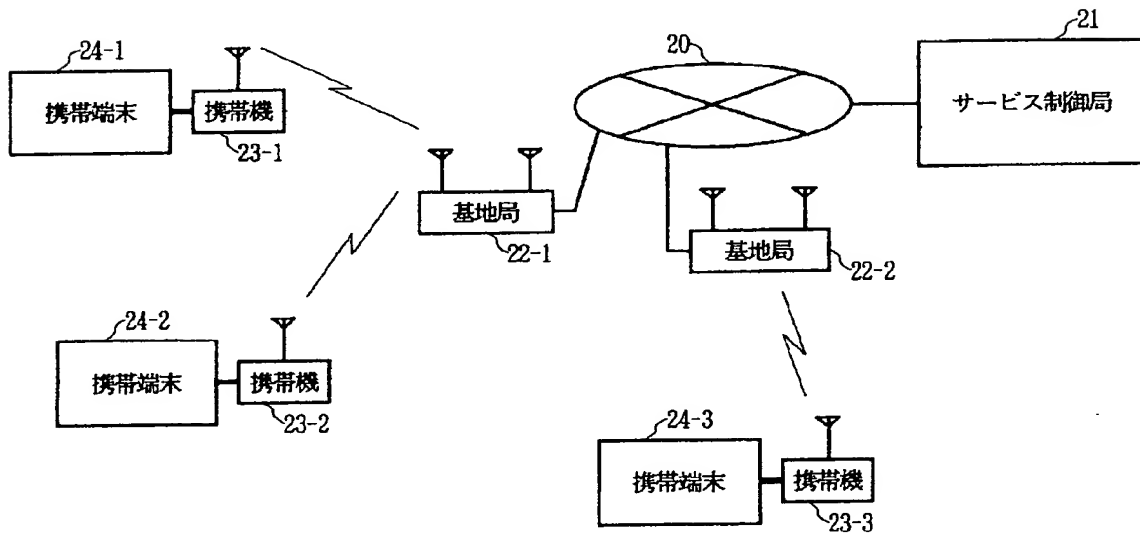 24-1
携帯端末
携帯機
23-1
20
21
サービス制御局
基地局
22-1
基地局
22-2
24-2
携帯端末
携帯機
23-2
24-3
携帯端末
携帯機
23-3